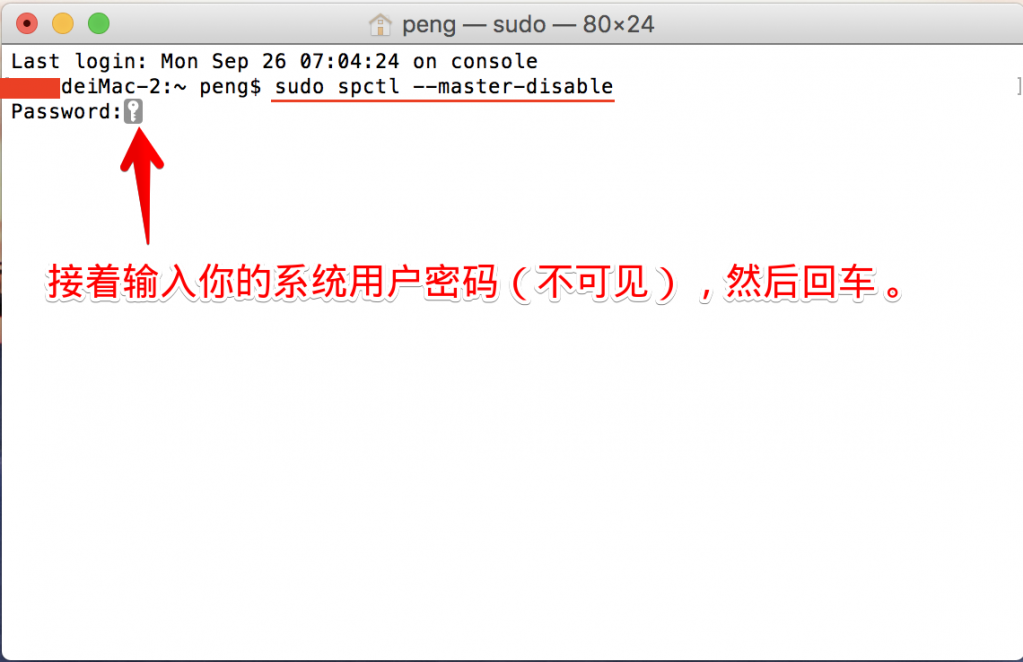 peng — sudo — 80×24
Last login: Mon Sep 26 07:04:24 on console
deiMac-2:~ peng$ sudo spctl --master-disable
Password:
接着输入你的系统用户密码（不可见），然后回车。